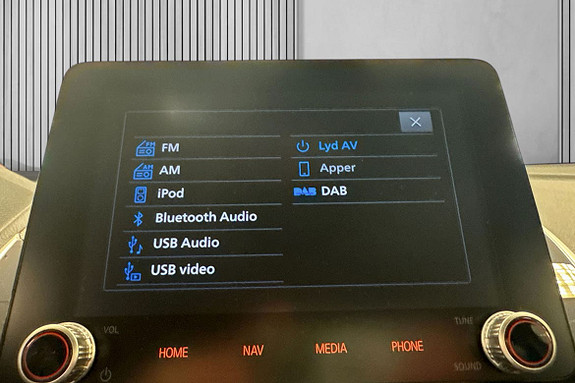 FM
AM
iPod
Bluetooth Audio
USB Audio
USB video
Lyd AV
Apper
DAB DAB
VOL
TUNE
SOUND
HOME NAV MEDIA PHONE